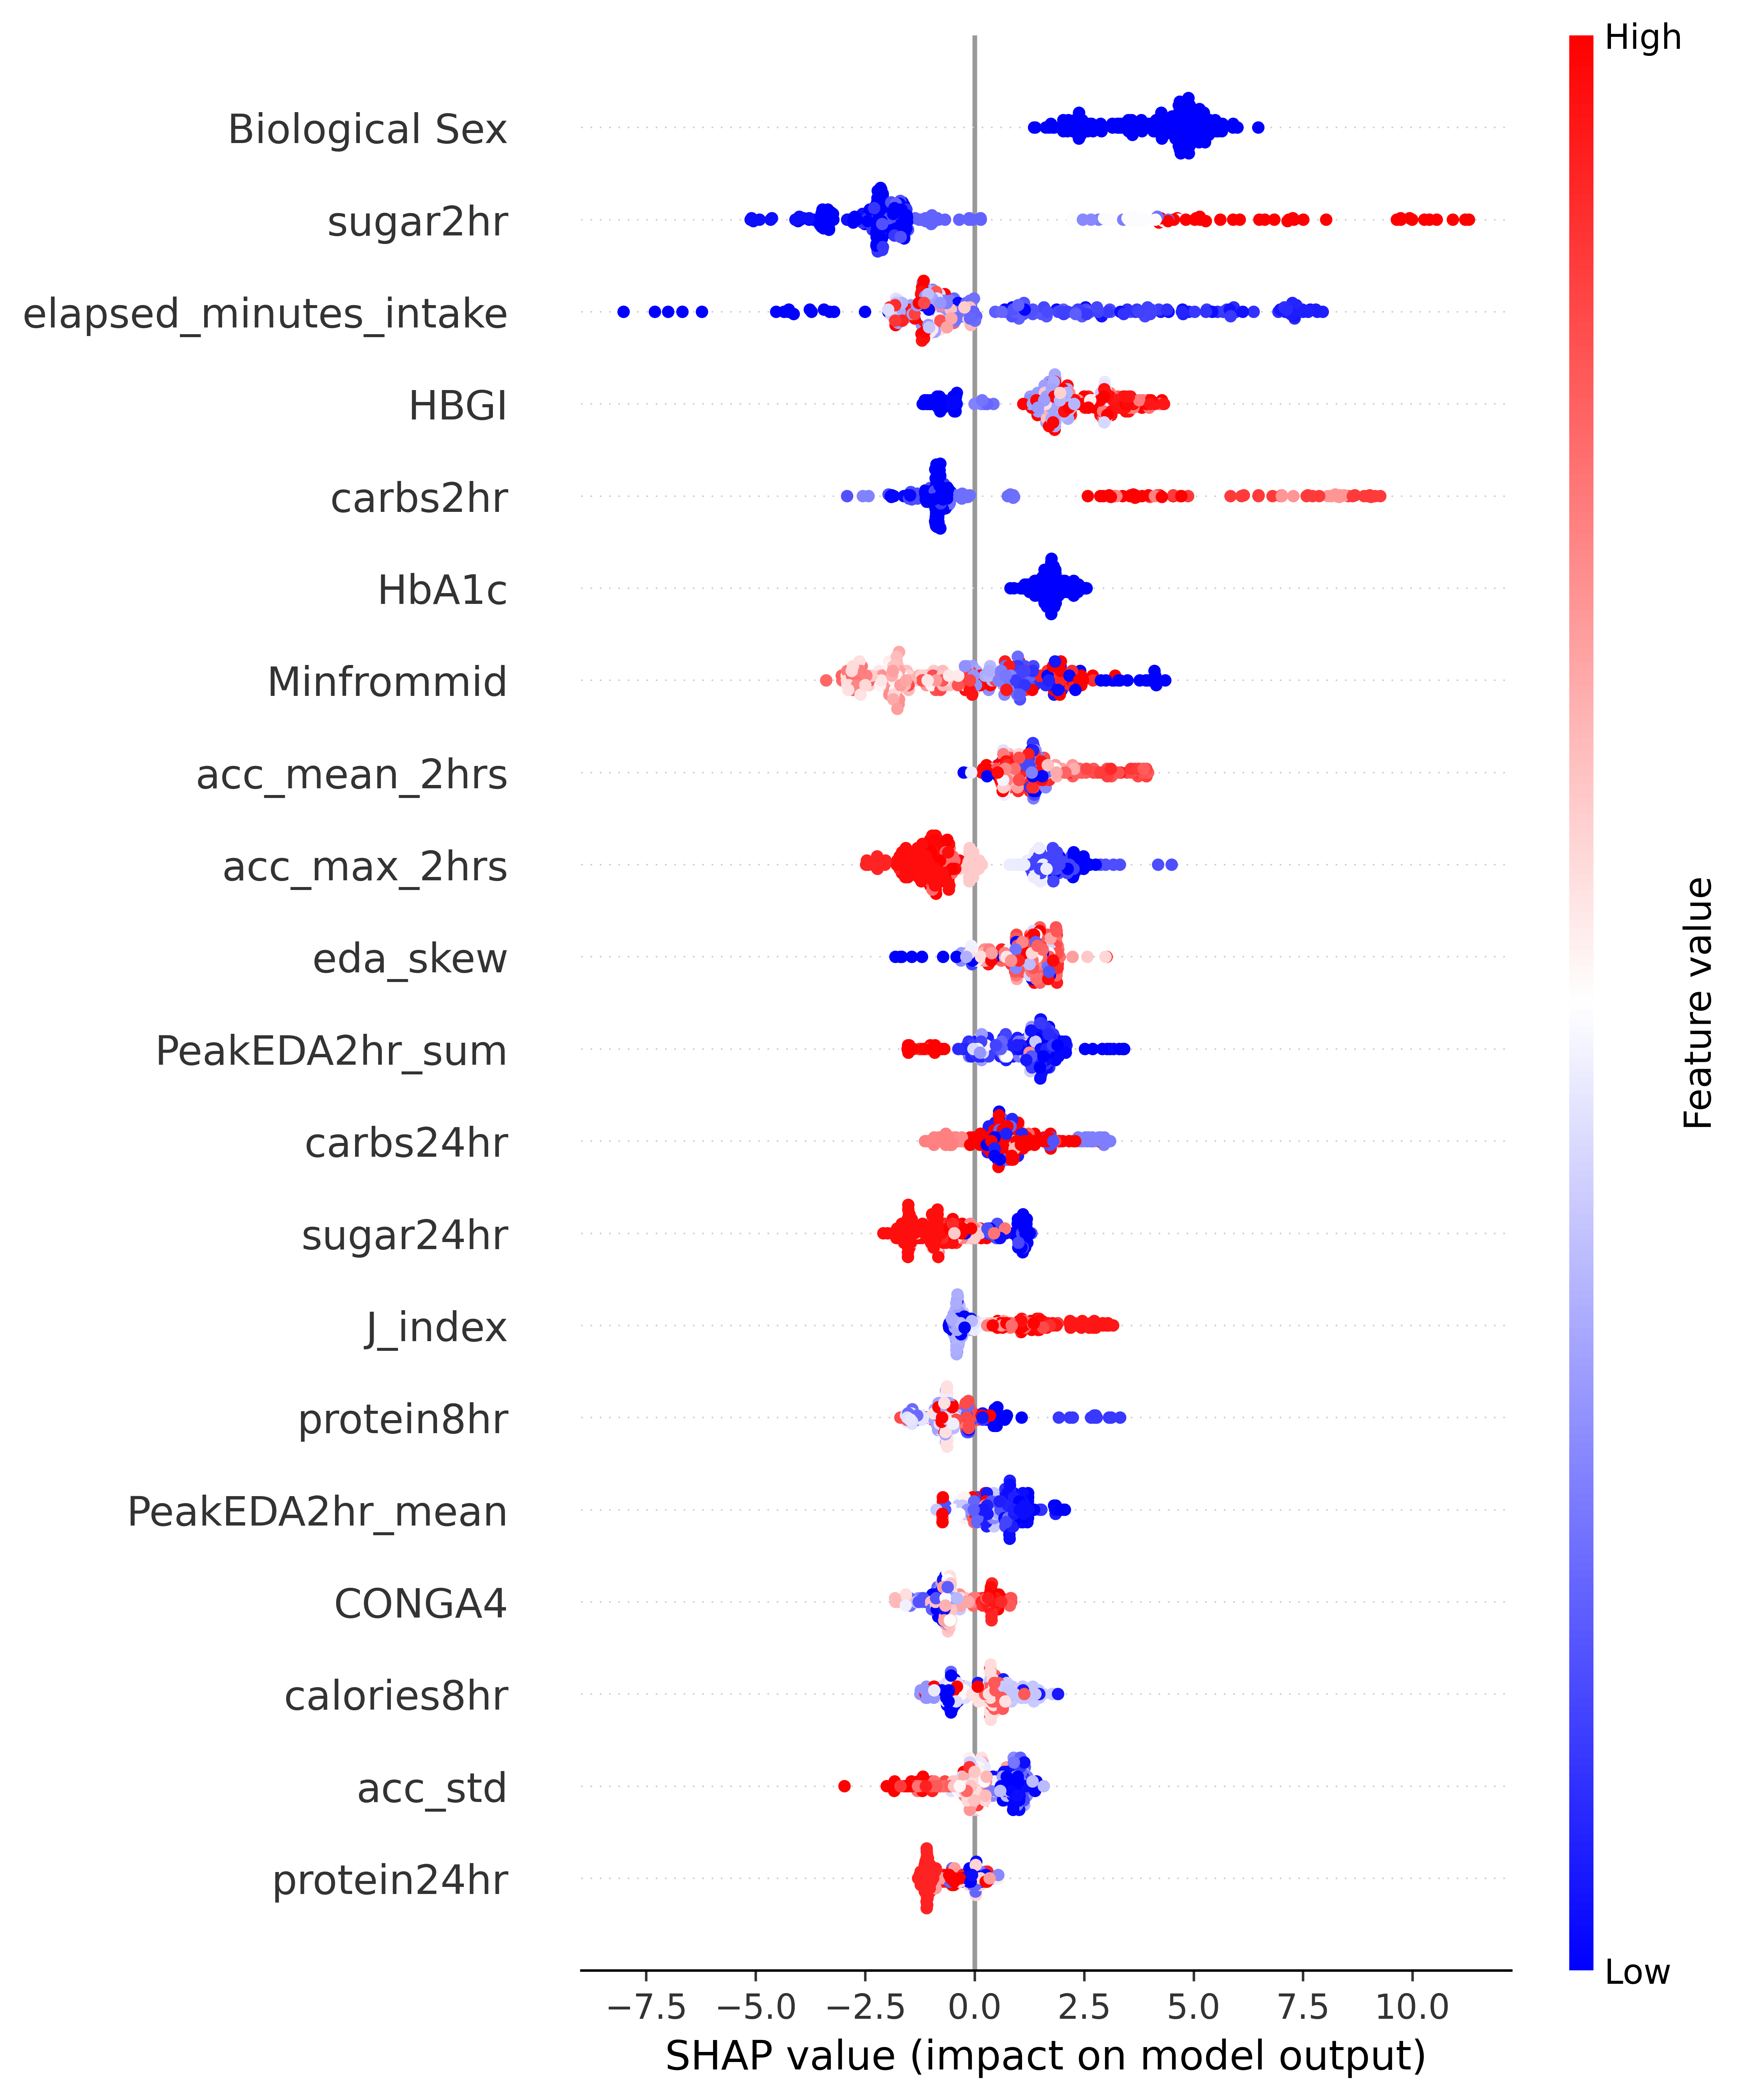 High
Biological Sex
sugar2hr
elapsed_minutes_intake
HBGI
carbs2hr
HbA1c
Minfrommid
acc_mean_2hrs
acc_max_2hrs
eda_skew
PeakEDA2hr_sum
carbs24hr
sugar24hr
J_index
protein8hr
PeakEDA2hr_mean
CONGA4
calories8hr
acc_std
protein24hr
Feature value
Low
−7.5 −5.0 −2.5 0.0 2.5 5.0 7.5 10.0
SHAP value (impact on model output)